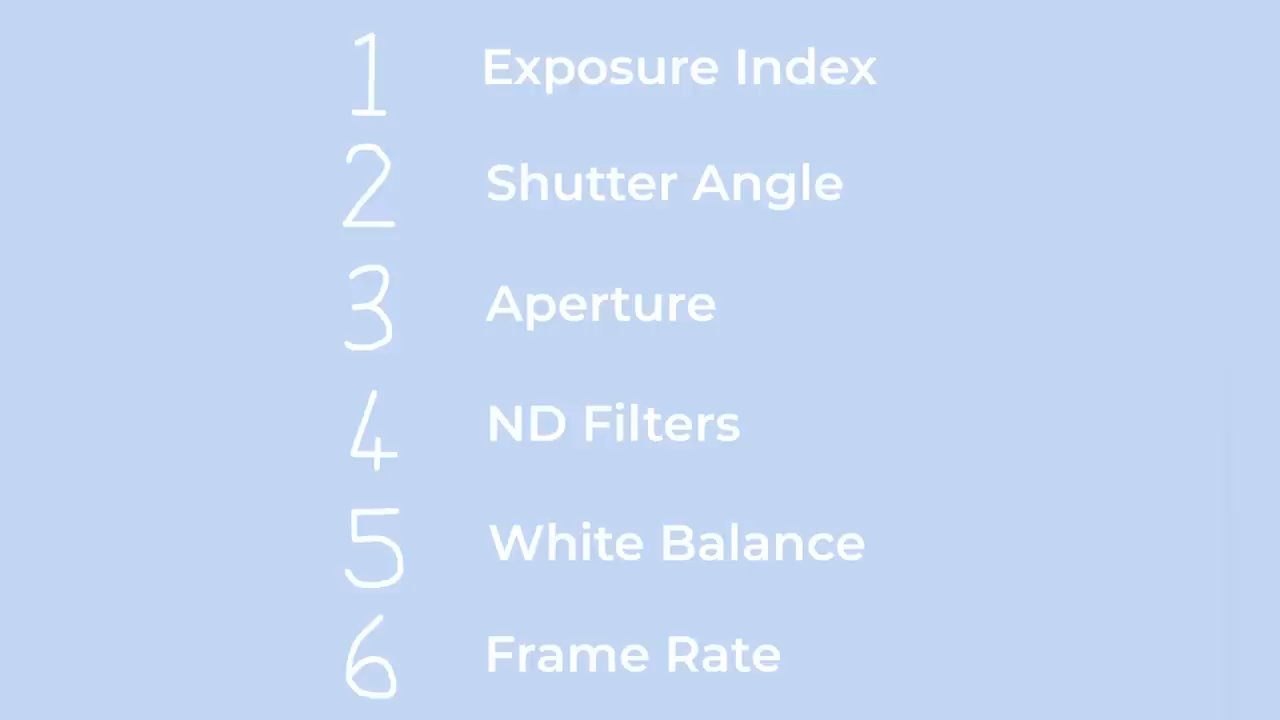 1 Exposure Index
2 Shutter Angle
3 Aperture
4 ND Filters
5 White Balance
6 Frame Rate